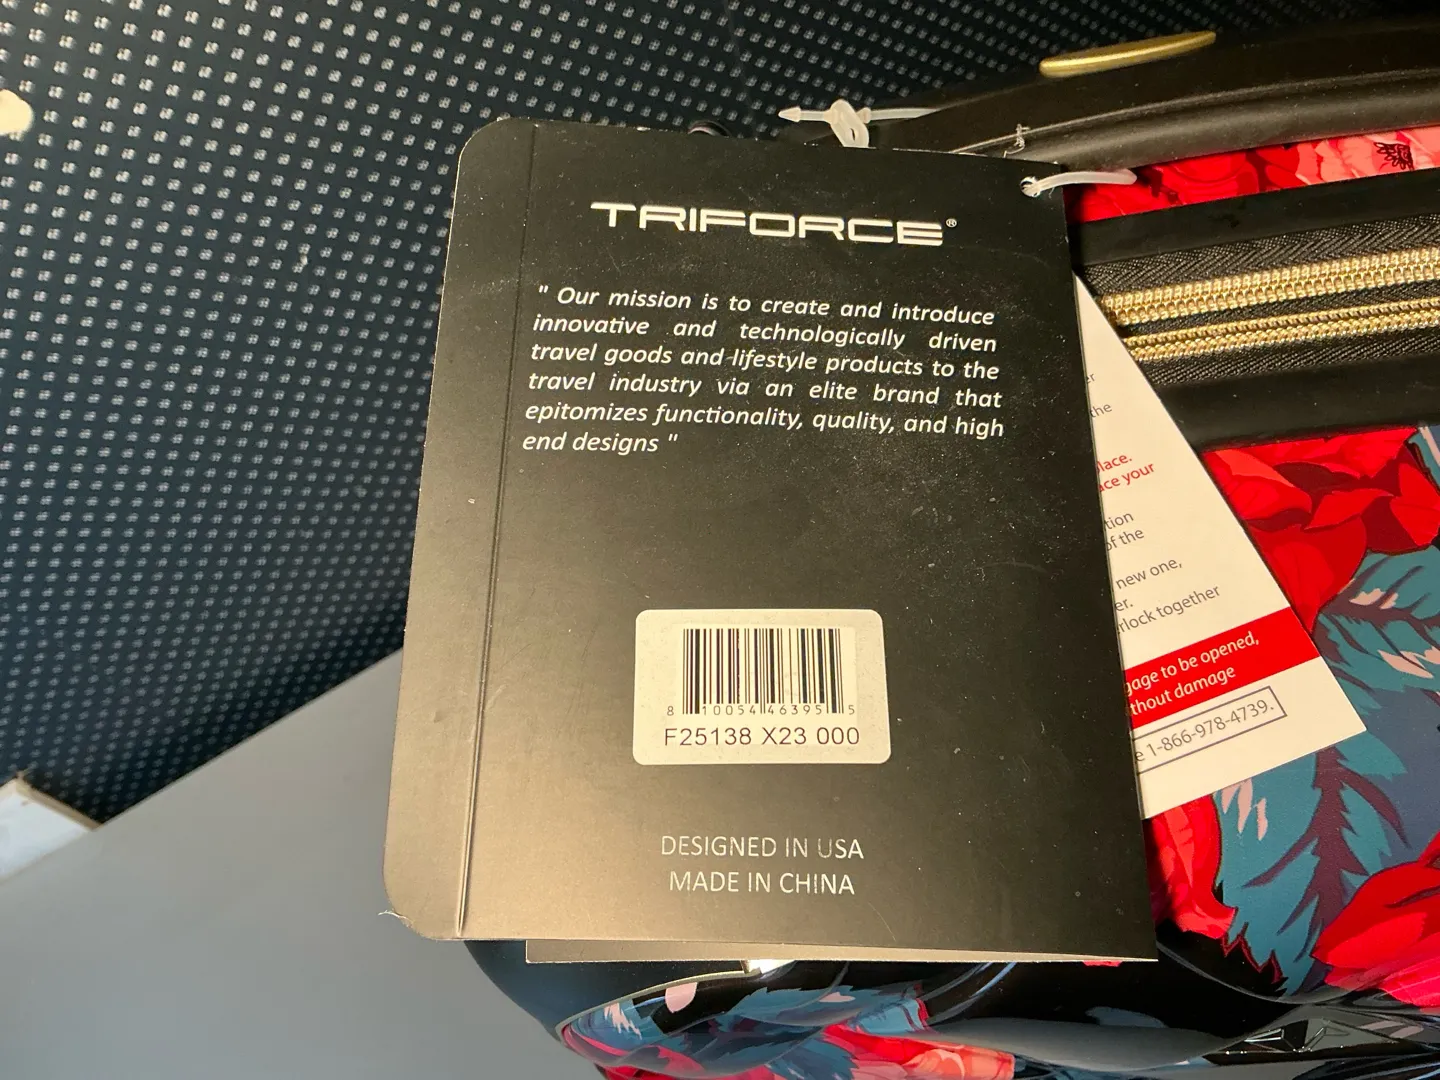 TRIFORCE®
" Our mission is to create and introduce
innovative and technologically driven
travel goods and lifestyle products to the
travel industry via an elite brand that
epitomizes functionality, quality, and high
end designs "
8 10054 46395 5
F25138 X23 000
DESIGNED IN USA
MADE IN CHINA
er
the
lace.
ace your
tion
of the
new one,
er.
rlock together
gage to be opened,
thout damage
e 1-866-978-4739.